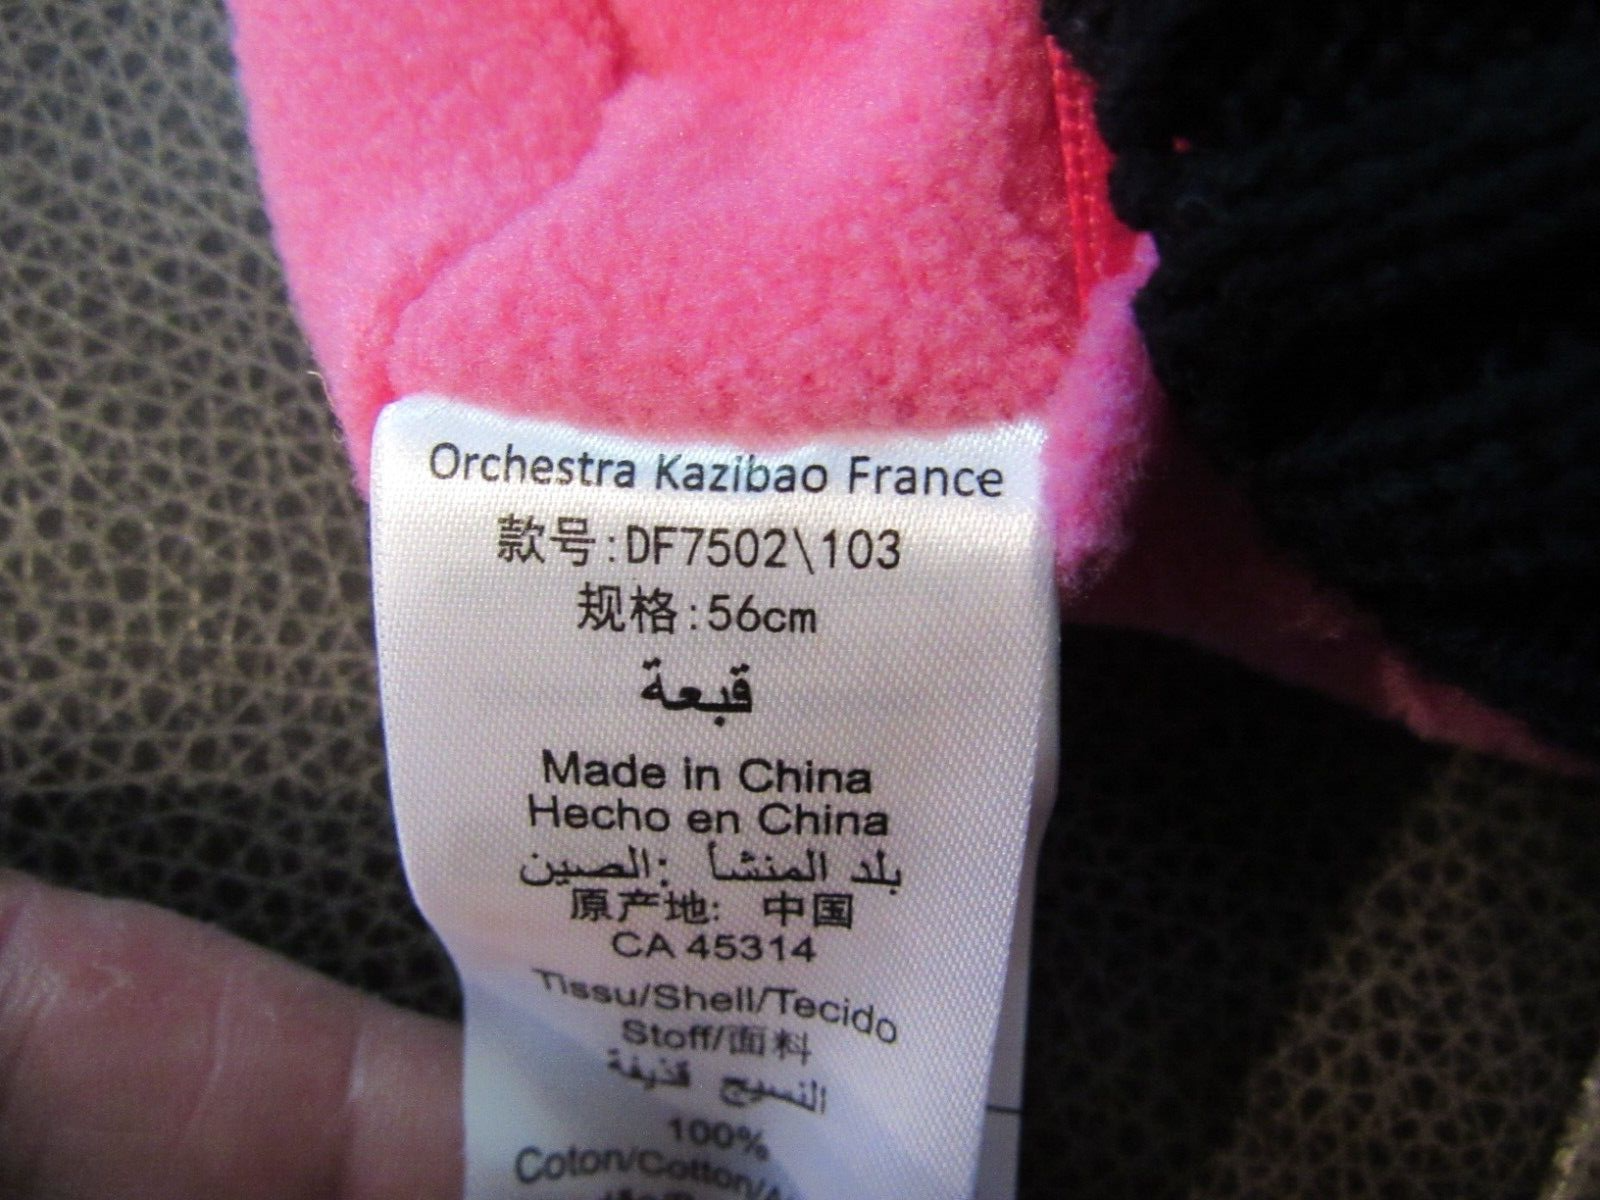 Orchestra Kazibao France
款号:DF7502\103
规格:56cm
قبعة
Made in China
Hecho en China
بلد المنشأ: الصين
原产地: 中国
CA 45314
Tissu/Shell/Tecido
Stoff/面料
النسيج قذيفة
100%
Coton/Cotton/